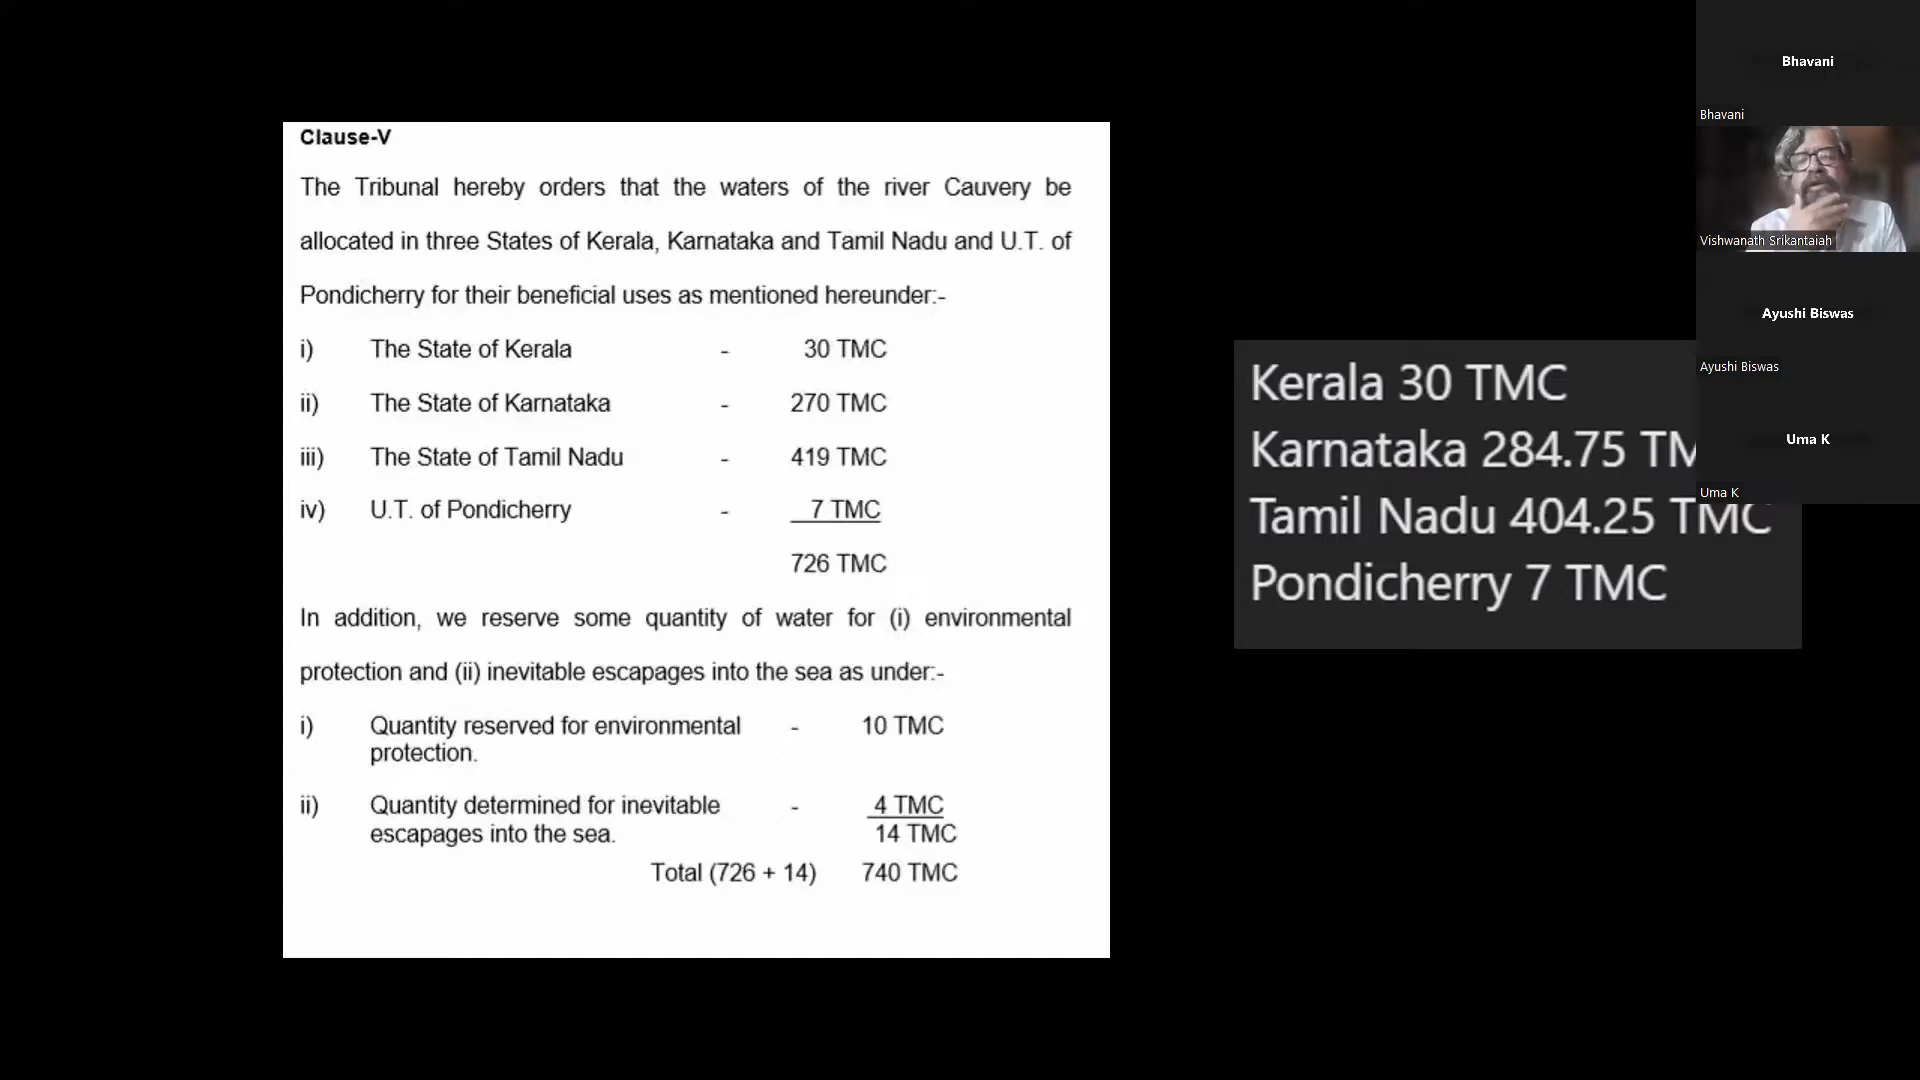 Clause-V
The Tribunal hereby orders that the waters of the river Cauvery be
allocated in three States of Kerala, Karnataka and Tamil Nadu and U.T. of
Pondicherry for their beneficial uses as mentioned hereunder:-
i) The State of Kerala - 30 TMC
ii) The State of Karnataka - 270 TMC
iii) The State of Tamil Nadu - 419 TMC
iv) U.T. of Pondicherry - 7 TMC
726 TMC
In addition, we reserve some quantity of water for (i) environmental
protection and (ii) inevitable escapages into the sea as under:-
i) Quantity reserved for environmental - 10 TMC
protection.
ii) Quantity determined for inevitable - 4 TMC
escapages into the sea. 14 TMC
Total (726 + 14) 740 TMC
Kerala 30 TMC
Karnataka 284.75 TM
Tamil Nadu 404.25 TMC
Pondicherry 7 TMC
Bhavani
Bhavani
Vishwanath Srikantaiah
Ayushi Biswas
Ayushi Biswas
Uma K
Uma K